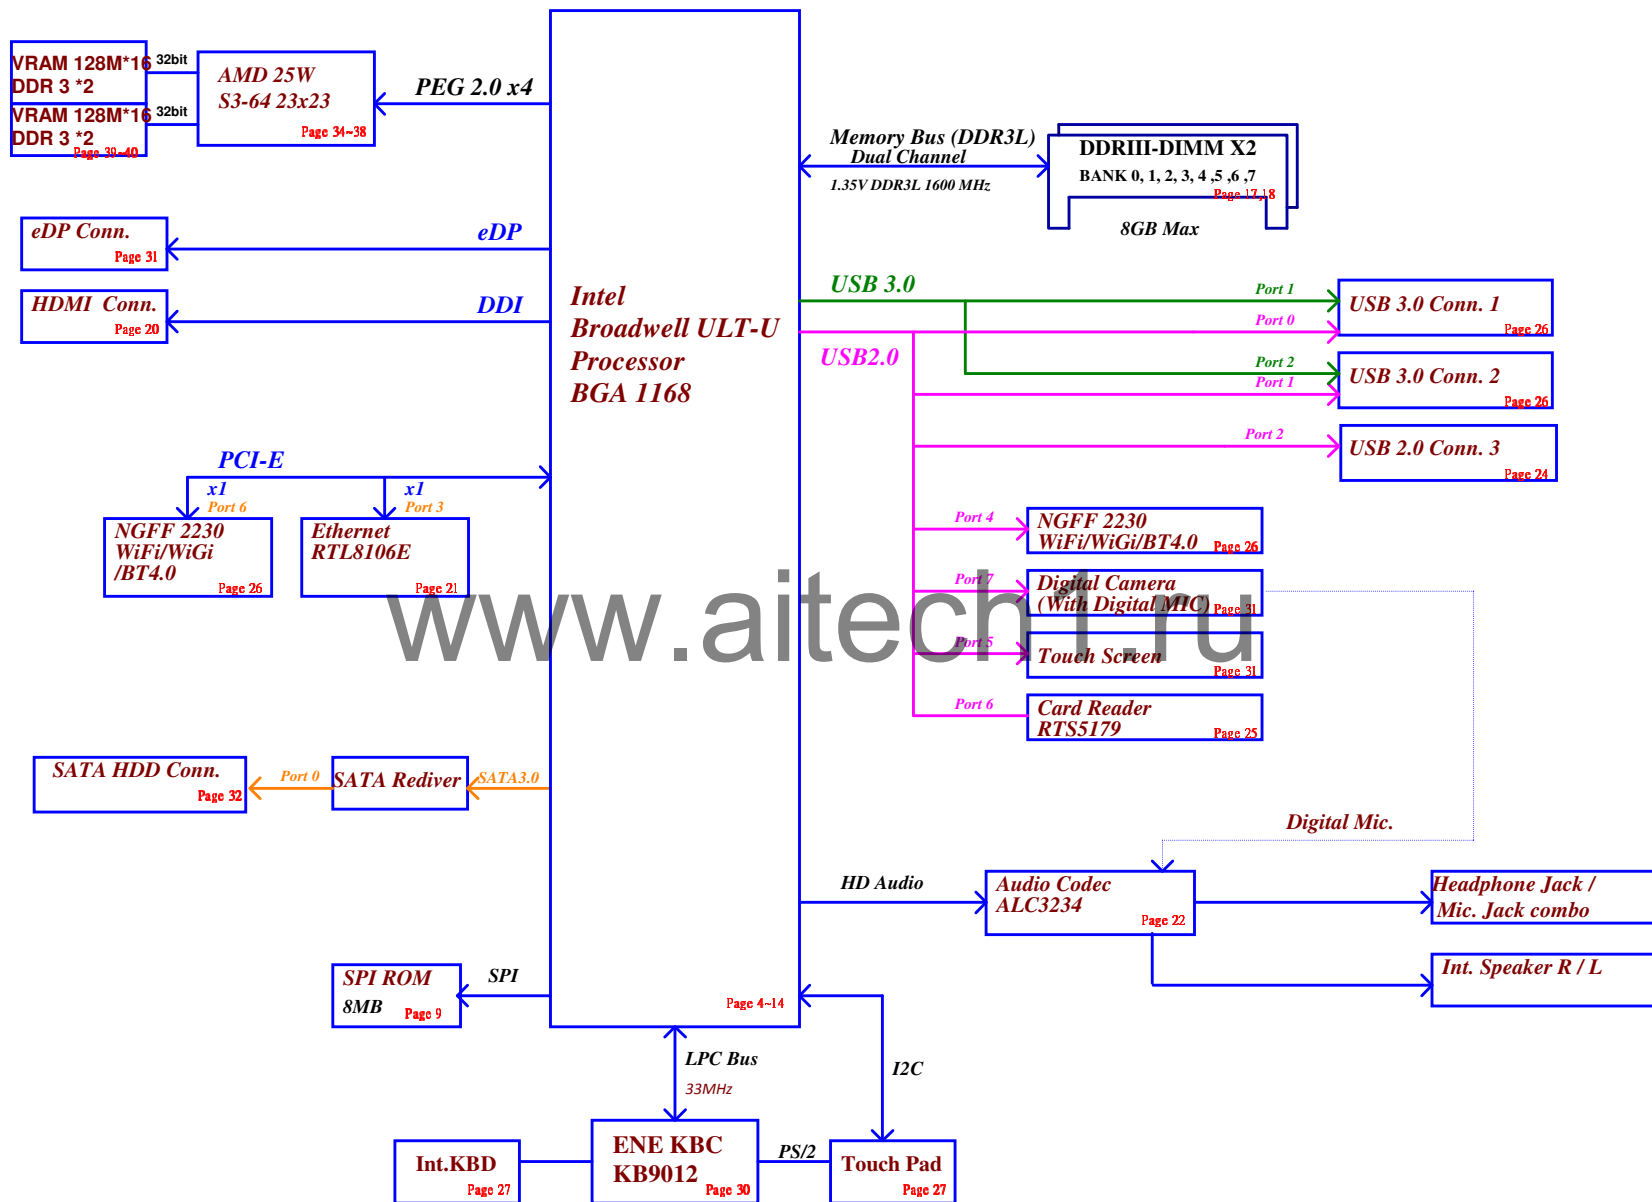 VRAM 128M*16
DDR 3 *2
32bit
VRAM 128M*16
DDR 3 *2
Page 39~40
32bit
AMD 25W
S3-64 23x23
Page 34~38
PEG 2.0 x4
eDP Conn.
Page 31
eDP
HDMI Conn.
Page 20
DDI
Intel
Broadwell ULT-U
Processor
BGA 1168
Page 4~14
Memory Bus (DDR3L)
Dual Channel
1.35V DDR3L 1600 MHz
DDRIII-DIMM X2
BANK 0, 1, 2, 3, 4 ,5 ,6 ,7
Page 17,18
8GB Max
USB 3.0
Port 1
Port 0
USB 3.0 Conn. 1
Page 26
USB2.0
Port 2
Port 1
USB 3.0 Conn. 2
Page 26
Port 2
USB 2.0 Conn. 3
Page 24
PCI-E
x1
Port 6
x1
Port 3
NGFF 2230
WiFi/WiGi
/BT4.0
Page 26
Ethernet
RTL8106E
Page 21
Port 4
NGFF 2230
WiFi/WiGi/BT4.0
Page 26
Port 7
Digital Camera
(With Digital MIC)
Page 31
Port 5
Touch Screen
Page 31
Port 6
Card Reader
RTS5179
Page 25
www.aitech1.ru
SATA HDD Conn.
Page 32
Port 0
SATA Rediver
SATA3.0
Digital Mic.
HD Audio
Audio Codec
ALC3234
Page 22
Headphone Jack /
Mic. Jack combo
Int. Speaker R / L
SPI ROM
8MB
Page 9
SPI
LPC Bus
33MHz
I2C
Int.KBD
Page 27
ENE KBC
KB9012
Page 30
PS/2
Touch Pad
Page 27